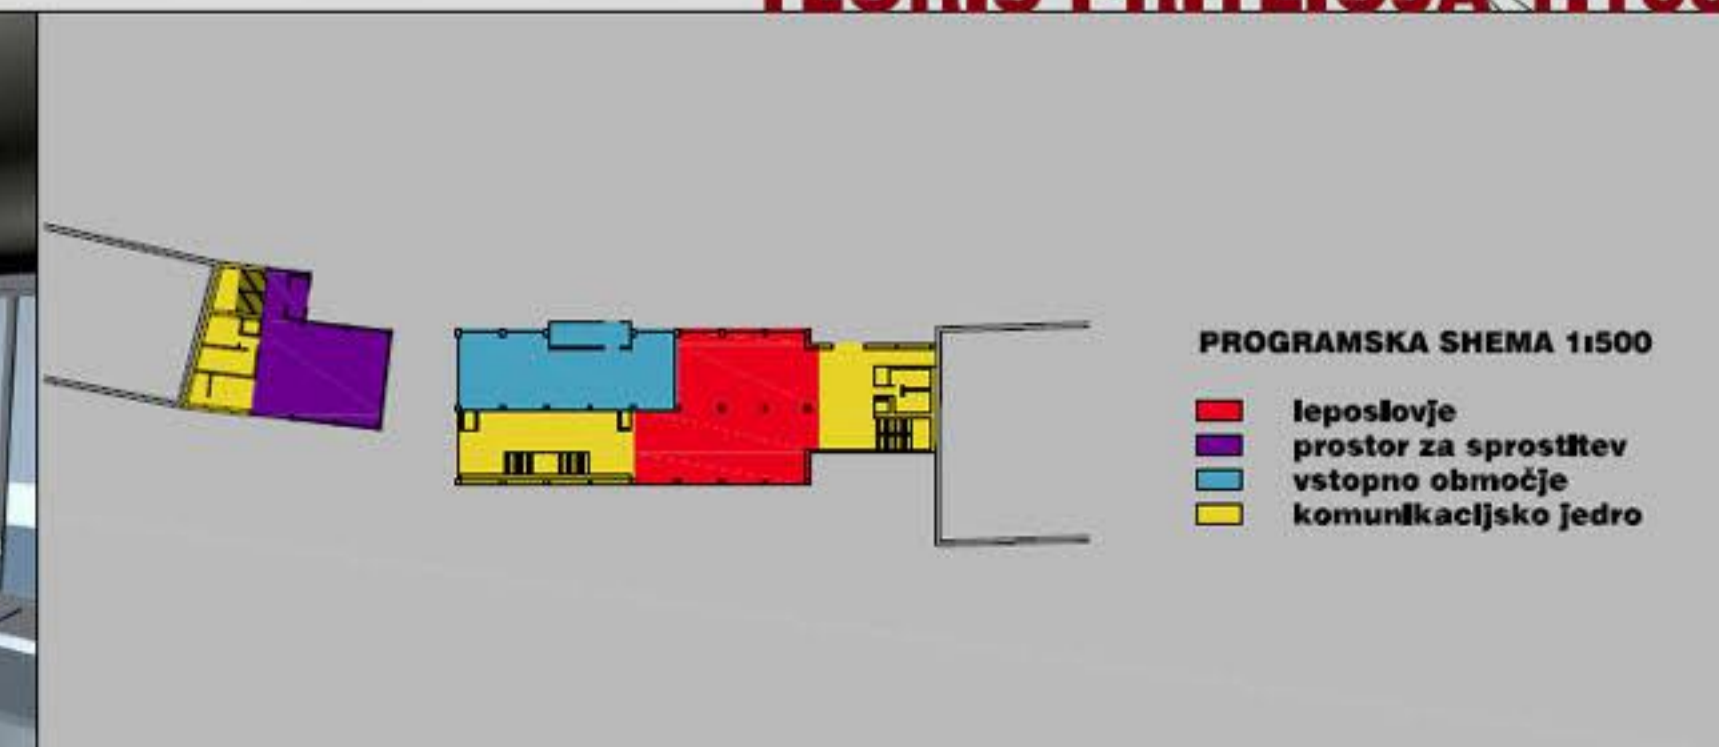 PROGRAMSKA SHEMA 1:500
leposlovje
prostor za sprostitev
vstopno območje
komunikacijsko jedro